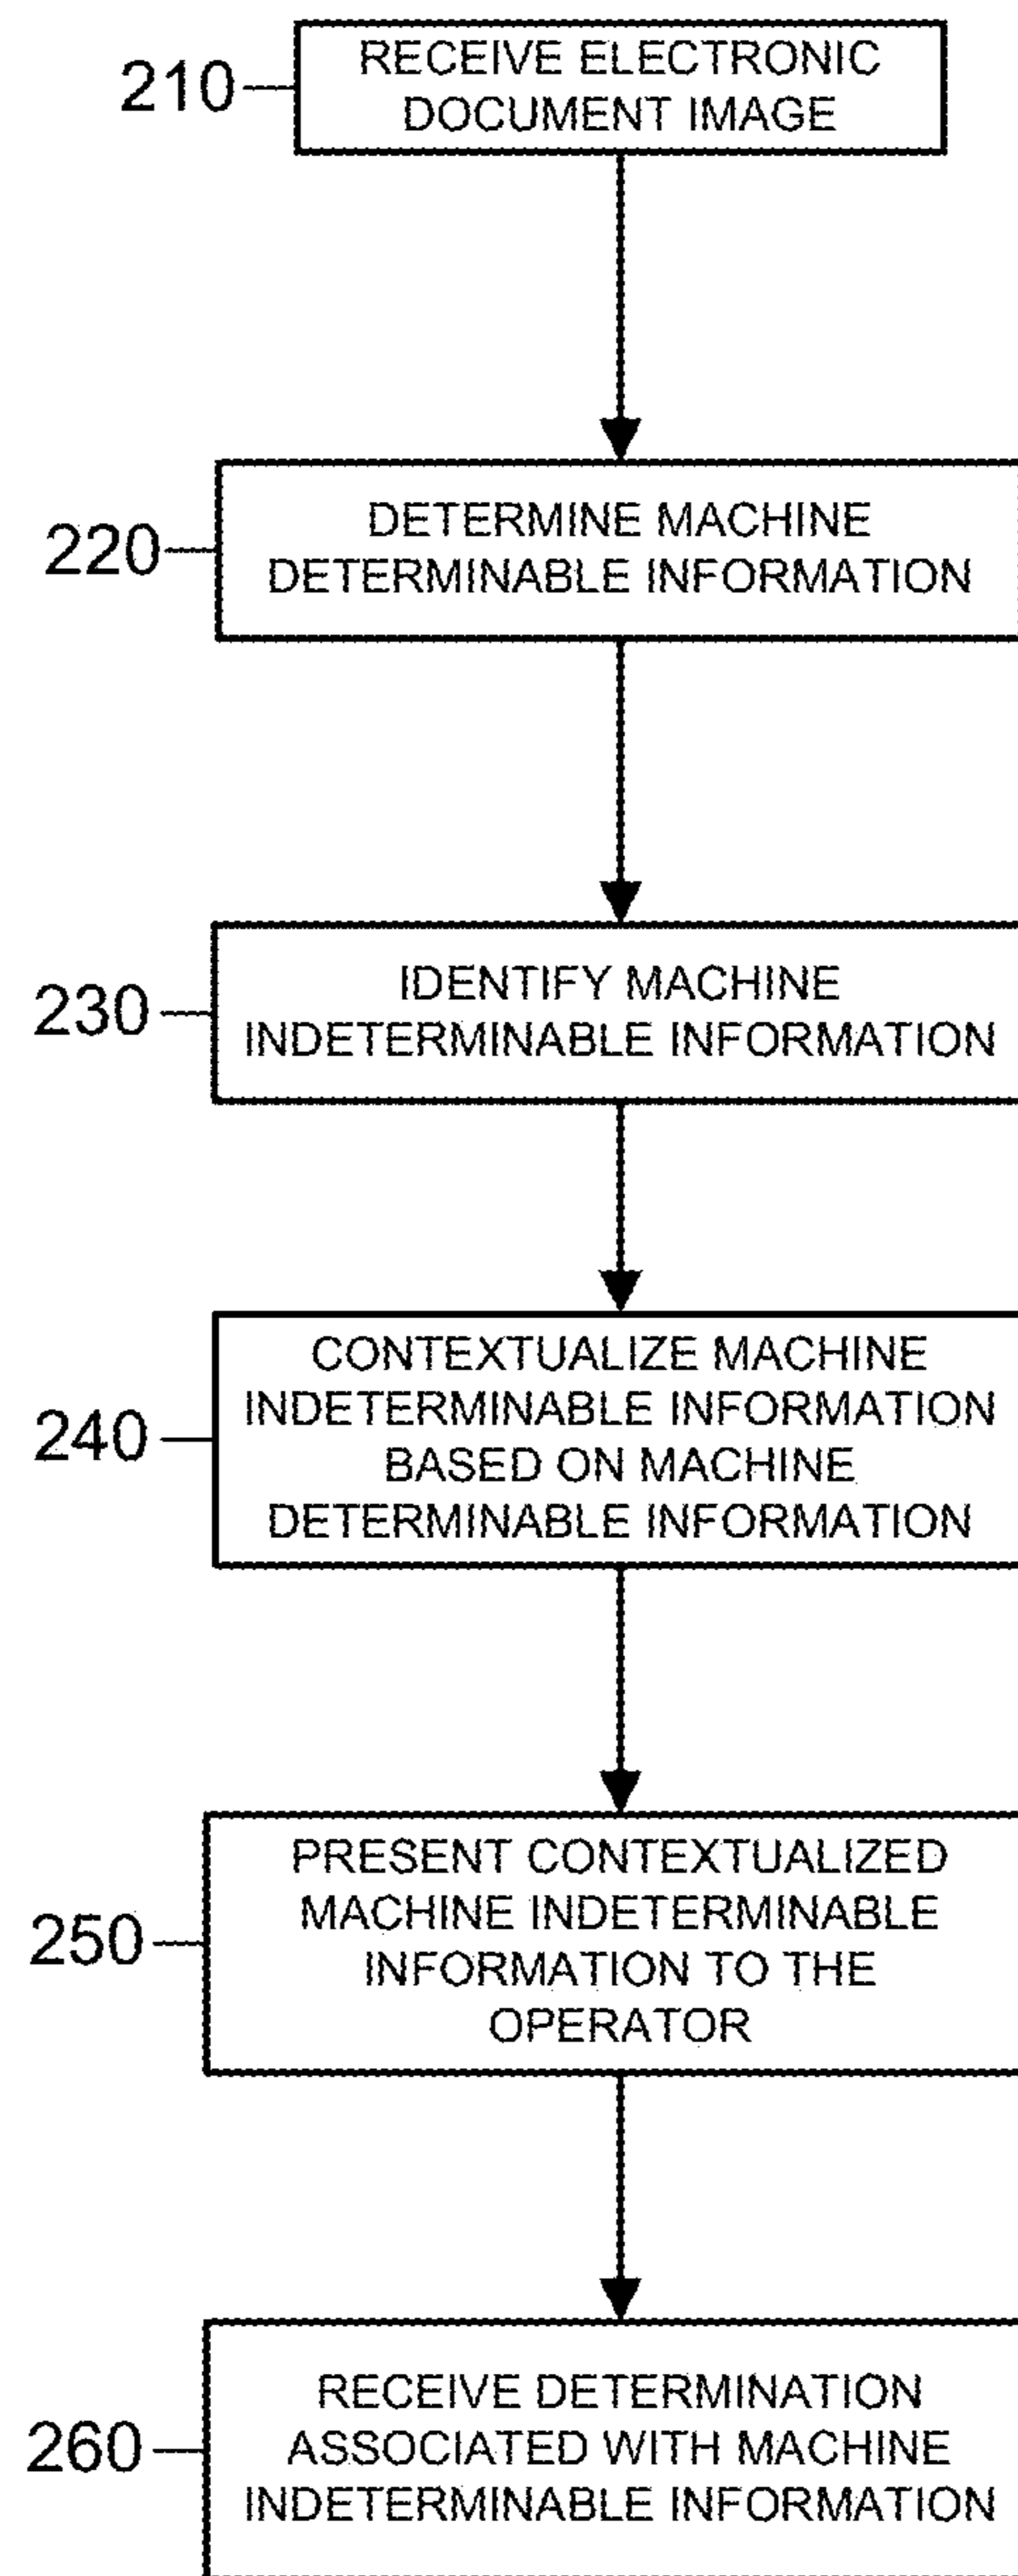 210
RECEIVE ELECTRONIC
DOCUMENT IMAGE
220
DETERMINE MACHINE
DETERMINABLE INFORMATION
230
IDENTIFY MACHINE
INDETERMINABLE INFORMATION
240
CONTEXTUALIZE MACHINE
INDETERMINABLE INFORMATION
BASED ON MACHINE
DETERMINABLE INFORMATION
250
PRESENT CONTEXTUALIZED
MACHINE INDETERMINABLE
INFORMATION TO THE
OPERATOR
260
RECEIVE DETERMINATION
ASSOCIATED WITH MACHINE
INDETERMINABLE INFORMATION